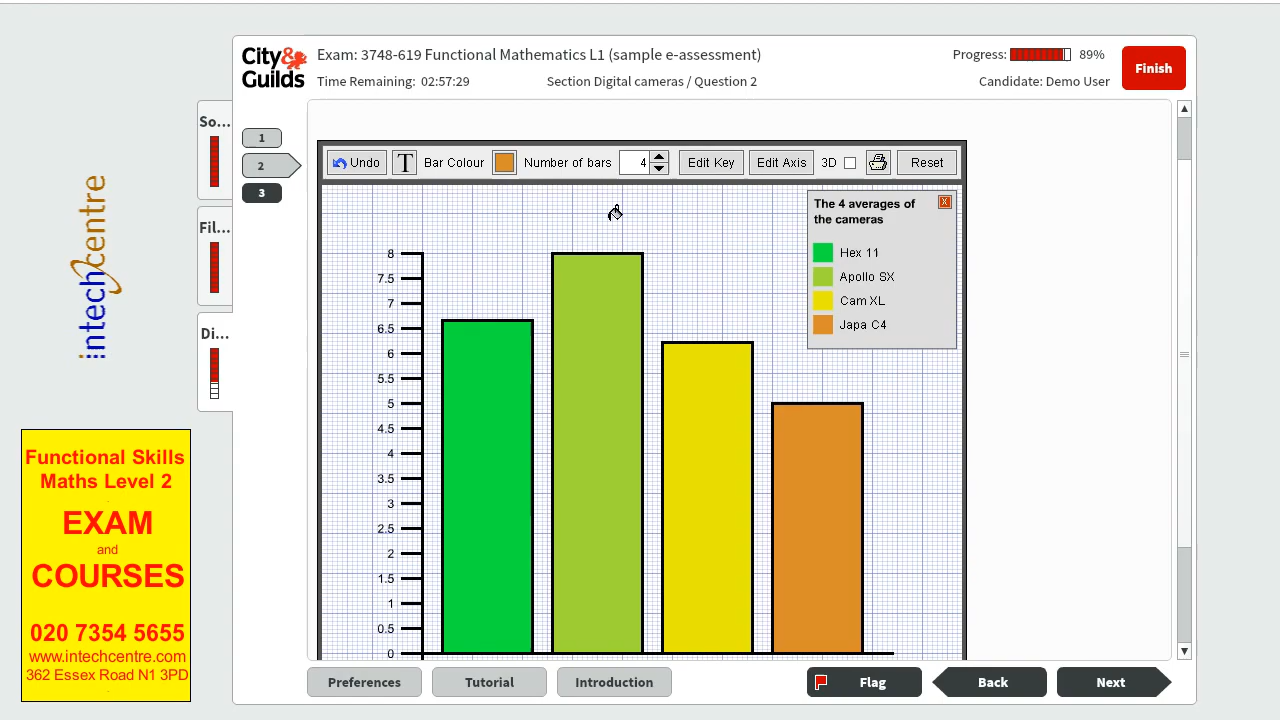 City&
Guilds
Exam: 3748-619 Functional Mathematics L1 (sample e-assessment)
Progress: 89%
Finish
Time Remaining: 02:57:29
Section Digital cameras / Question 2
Candidate: Demo User
So...
Fil...
Di...
1
2
3
Undo T Bar Colour Number of bars 4 Edit Key Edit Axis 3D Reset
The 4 averages of
the cameras
X
Hex 11
Apollo SX
Cam XL
Japa C4
8
7.5
7
6.5
6
5.5
5
4.5
4
3.5
3
2.5
2
1.5
1
0.5
0
intechcentre
Functional Skills
Maths Level 2
EXAM
and
COURSES
020 7354 5655
www.intechcentre.com
362 Essex Road N1 3PD
Preferences Tutorial Introduction Flag Back Next